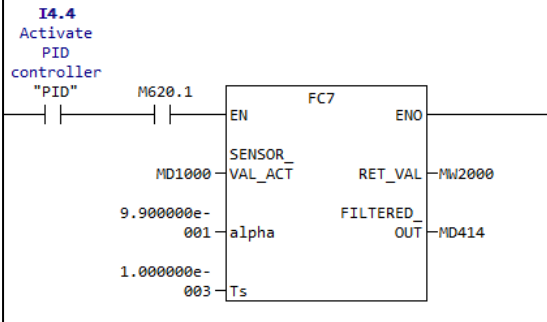 I4.4
Activate
PID
controller
"PID"
M620.1
FC7
EN
ENO
SENSOR_
MD1000
VAL_ACT
RET_VAL
MW2000
9.900000e-
FILTERED_
001
alpha
OUT
MD414
1.000000e-
003
Ts